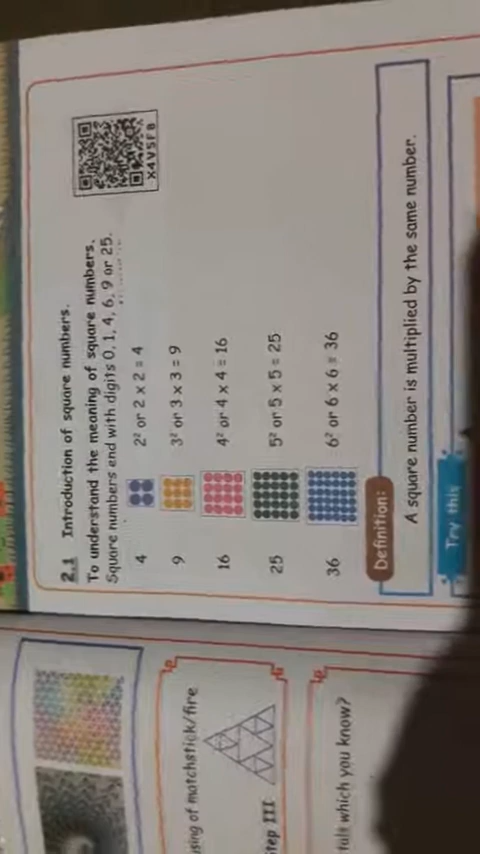 2.1 Introduction of square numbers.
To understand the meaning of square numbers.
Square numbers end with digits 0, 1, 4, 6, 9 or 25.
X4V5F8
4 2² or 2 x 2 = 4
9 3² or 3 x 3 = 9
16 4² or 4 x 4 = 16
25 5² or 5 x 5 = 25
36 6² or 6 x 6 = 36
Definition:
A square number is multiplied by the same number.
Try this
using of matchstick/fire
Step III
which you know?